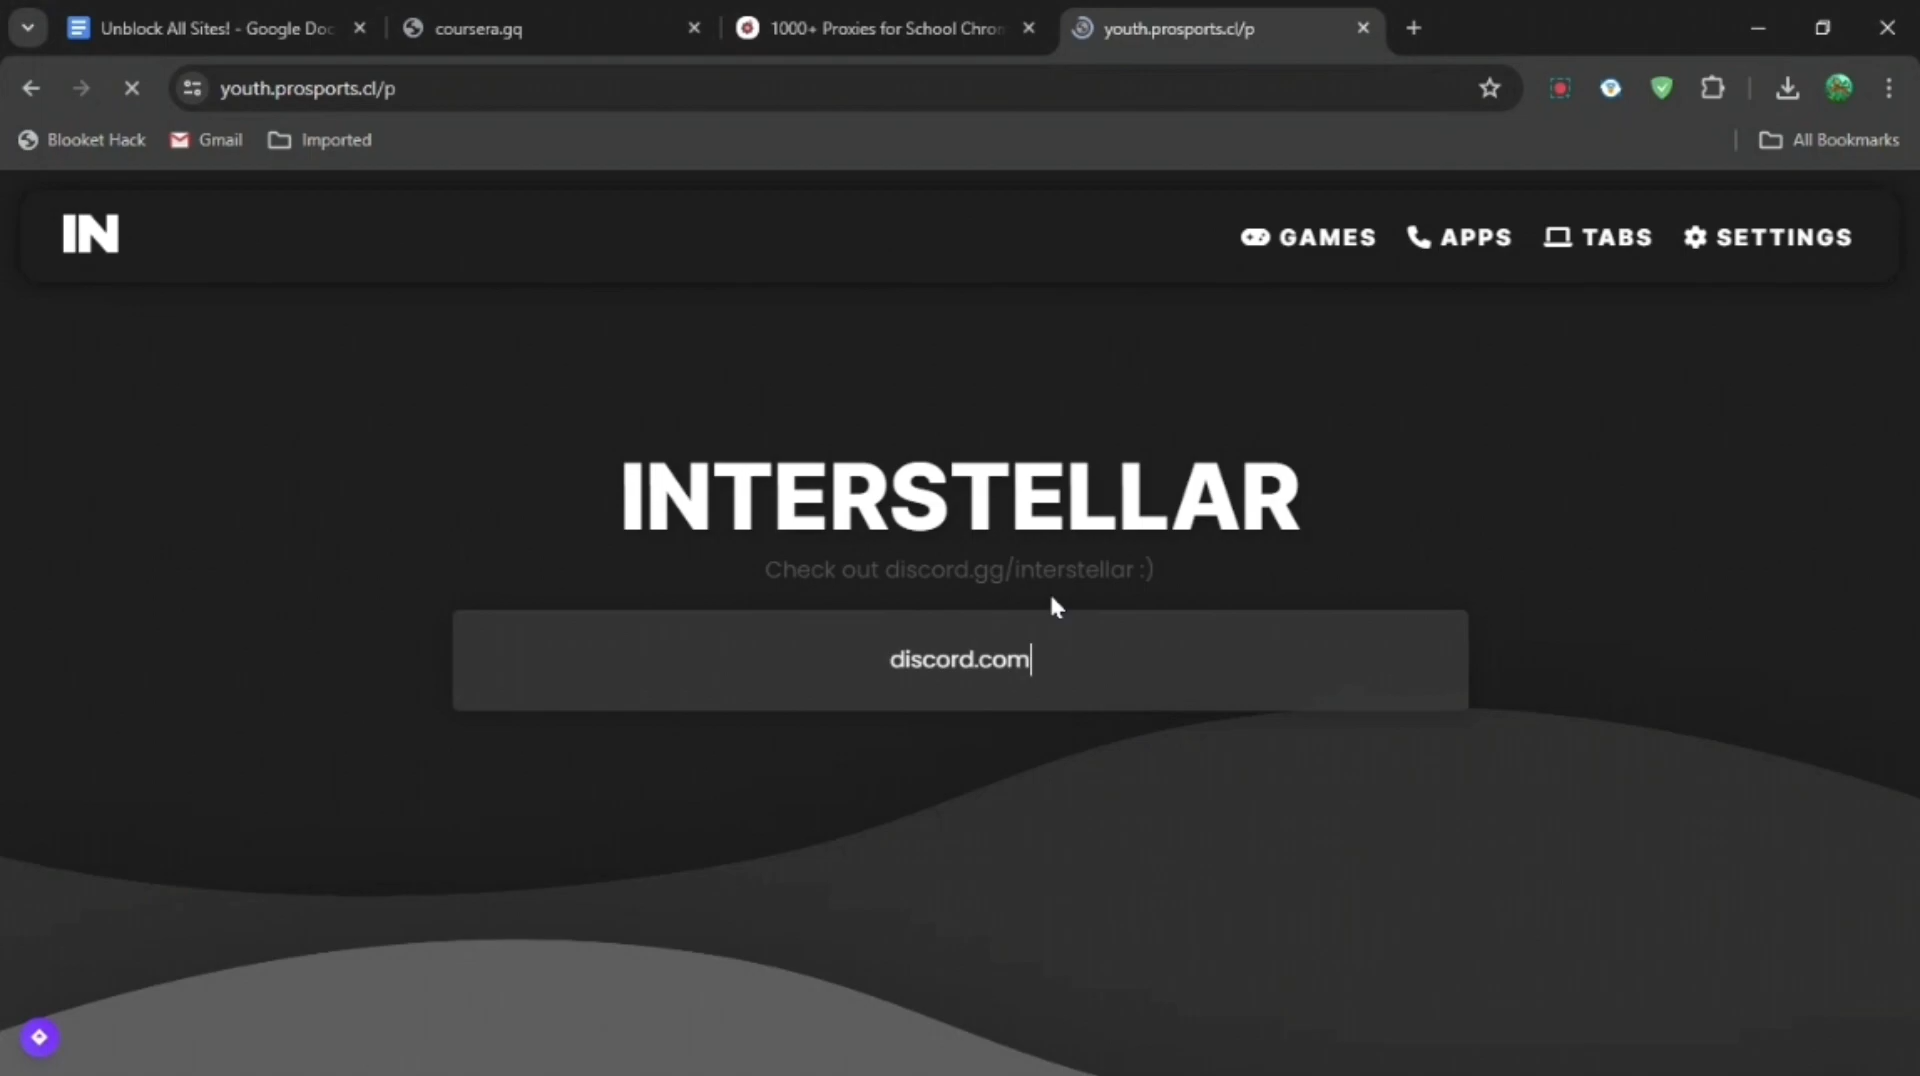 Unblock All Sites! - Google Doc
coursera.gq
1000+ Proxies for School Chron
youth.prosports.cl/p
youth.prosports.cl/p
Blooket Hack
Gmail
Imported
All Bookmarks
IN
GAMES
APPS
TABS
SETTINGS
INTERSTELLAR
Check out discord.gg/interstellar :)
discord.com